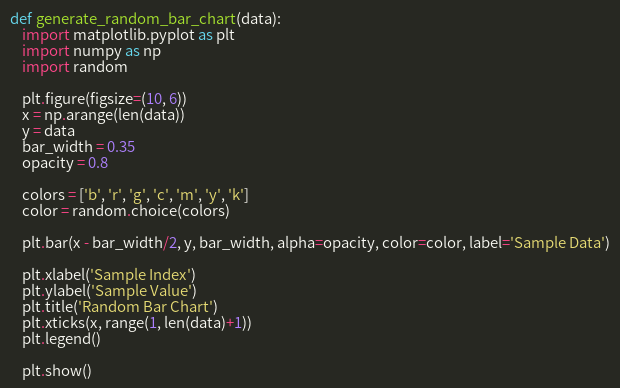 def generate_random_bar_chart(data):
    import matplotlib.pyplot as plt
    import numpy as np
    import random

    plt.figure(figsize=(10, 6))
    x = np.arange(len(data))
    y = data
    bar_width = 0.35
    opacity = 0.8

    colors = ['b', 'r', 'g', 'c', 'm', 'y', 'k']
    color = random.choice(colors)

    plt.bar(x - bar_width/2, y, bar_width, alpha=opacity, color=color, label='Sample Data')

    plt.xlabel('Sample Index')
    plt.ylabel('Sample Value')
    plt.title('Random Bar Chart')
    plt.xticks(x, range(1, len(data)+1))
    plt.legend()

    plt.show()